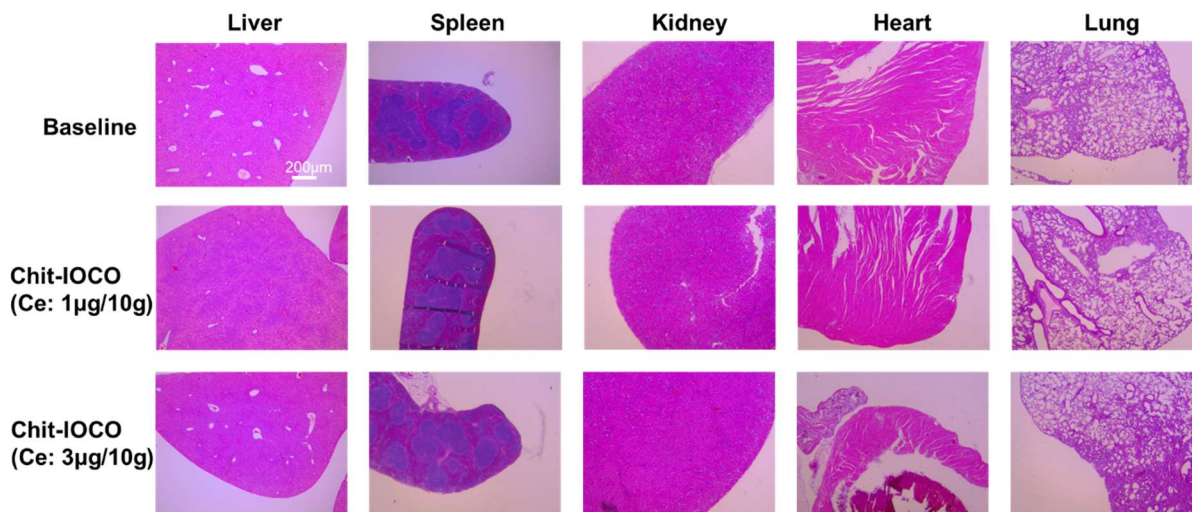 Liver Spleen Kidney Heart Lung
Baseline
200µm
Chit-IOCO
(Ce: 1µg/10g)
Chit-IOCO
(Ce: 3µg/10g)